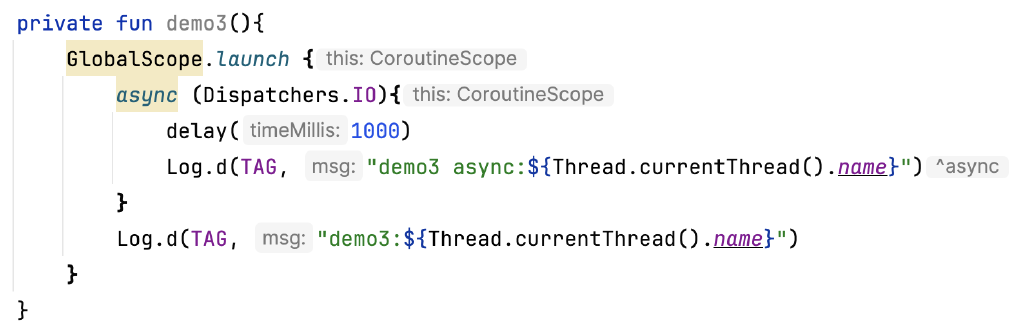 private fun demo3(){
GlobalScope.launch { this: CoroutineScope
async (Dispatchers.IO){ this: CoroutineScope
delay( timeMillis: 1000)
Log.d(TAG, msg: "demo3 async:${Thread.currentThread().name}") ^async
}
Log.d(TAG, msg: "demo3:${Thread.currentThread().name}")
}
}